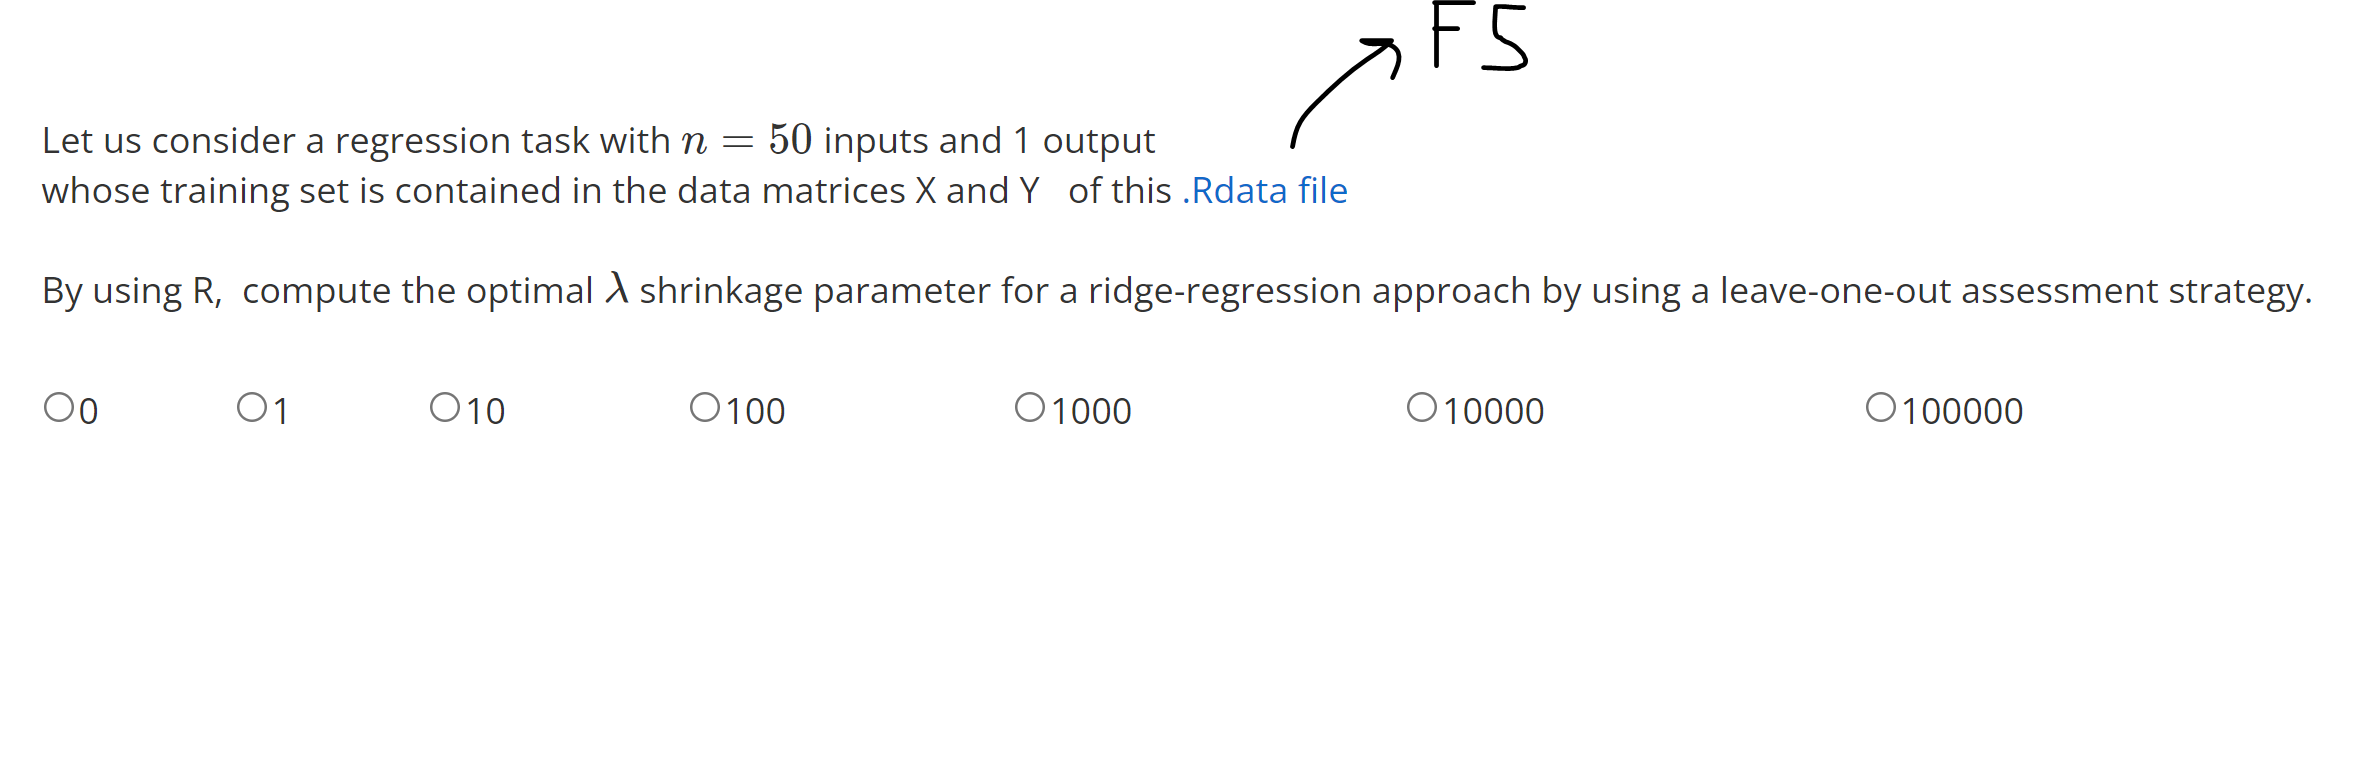 F5
Let us consider a regression task with n = 50 inputs and 1 output
whose training set is contained in the data matrices X and Y of this .Rdata file
By using R, compute the optimal λ shrinkage parameter for a ridge-regression approach by using a leave-one-out assessment strategy.
0 1 10 100 1000 10000 100000